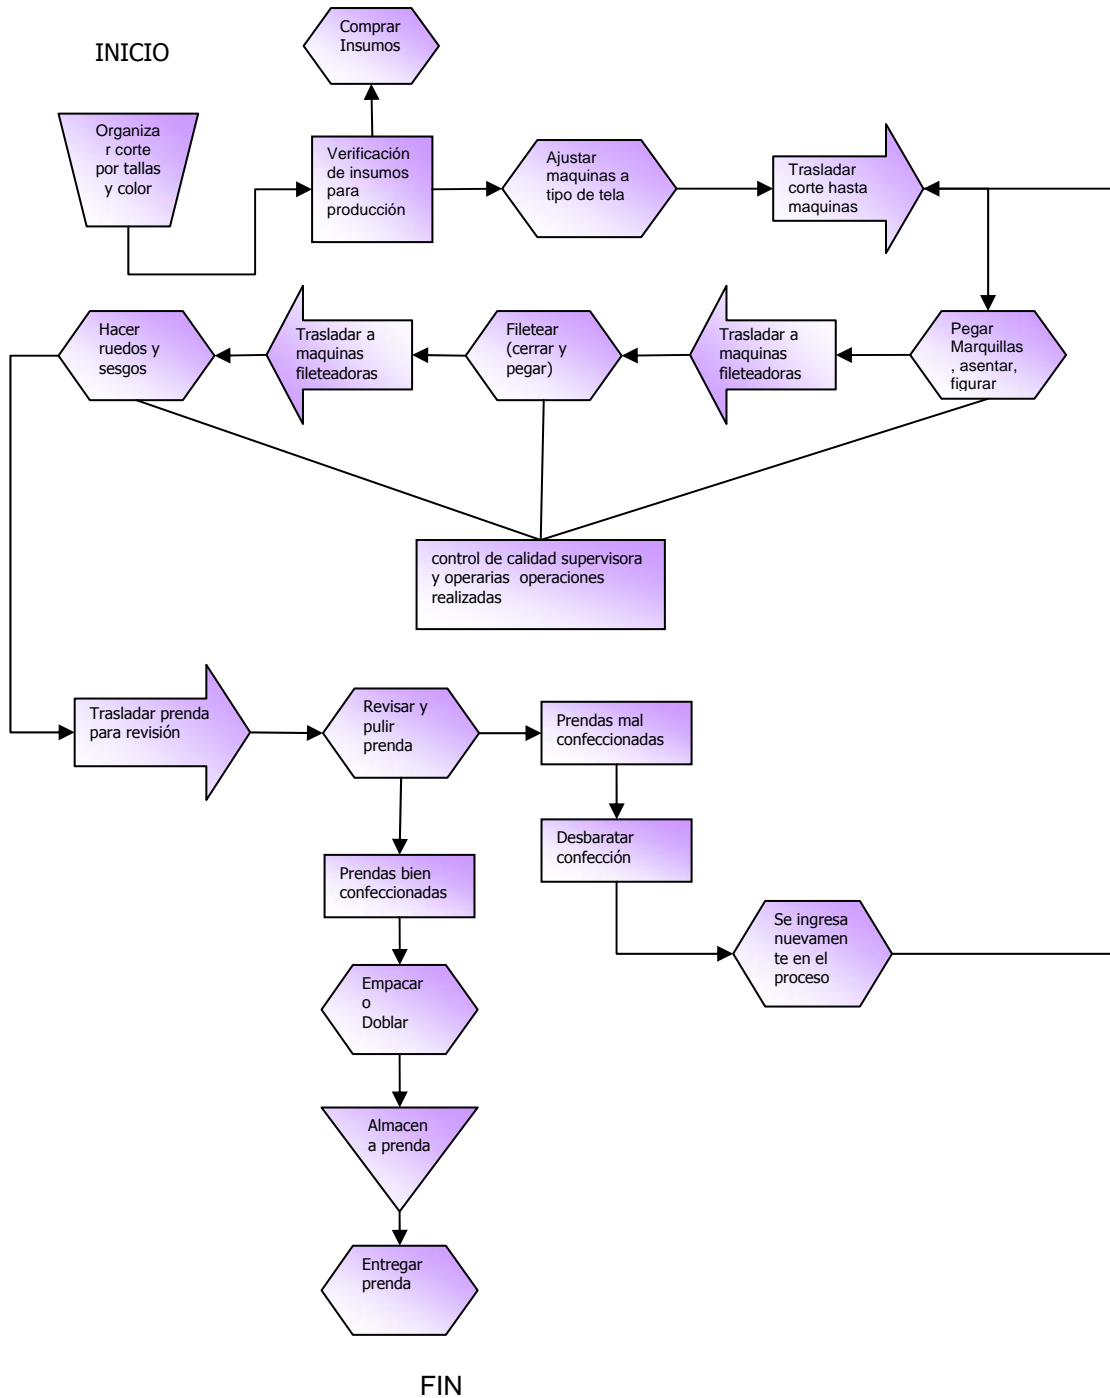 INICIO
Comprar
Insumos
Organiza
r corte
por tallas
y color
Verificación
de insumos
para
producción
Ajustar
maquinas a
tipo de tela
Trasladar
corte hasta
maquinas
Hacer
ruedos y
sesgos
Trasladar a
maquinas
fileteadoras
Filetear
(cerrar y
pegar)
Trasladar a
maquinas
fileteadoras
Pegar
Marquillas
, asentar,
figurar
control de calidad supervisora
y operarias operaciones
realizadas
Trasladar prenda
para revisión
Revisar y
pulir
prenda
Prendas mal
confeccionadas
Desbaratar
confección
Prendas bien
confeccionadas
Se ingresa
nuevamen
te en el
proceso
Empacar
o
Doblar
Almacen
a prenda
Entregar
prenda
FIN